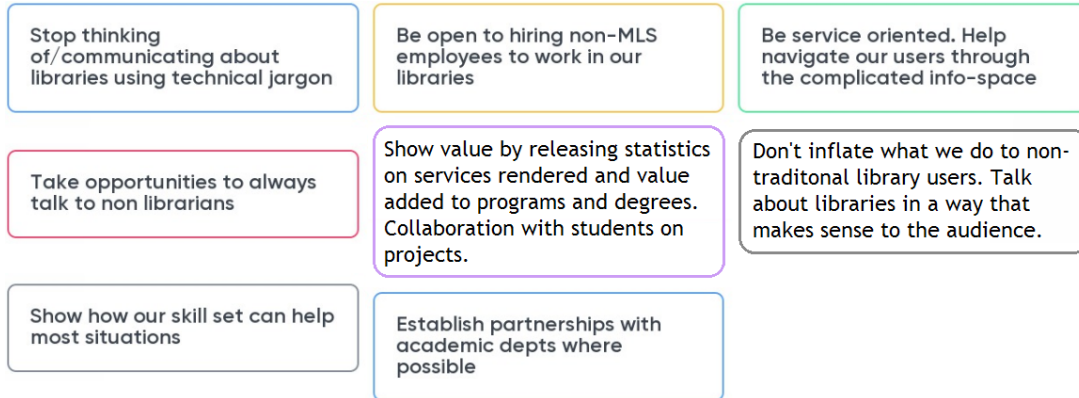 Stop thinking
of/communicating about
libraries using technical jargon
Be open to hiring non-MLS
employees to work in our
libraries
Be service oriented. Help
navigate our users through
the complicated info-space
Take opportunities to always
talk to non librarians
Show value by releasing statistics
on services rendered and value
added to programs and degrees.
Collaboration with students on
projects.
Don't inflate what we do to non-
traditonal library users. Talk
about libraries in a way that
makes sense to the audience.
Show how our skill set can help
most situations
Establish partnerships with
academic depts where
possible